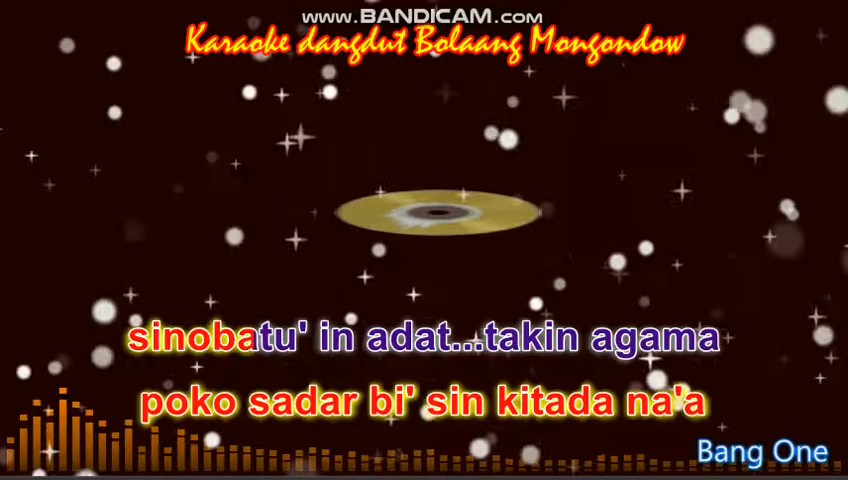 www.BANDICAM.com
Karaoke dangdut Bolaang Mongondow
sinobatu' in adat...takin agama
poko sadar bi' sin kitada na'a
Bang One